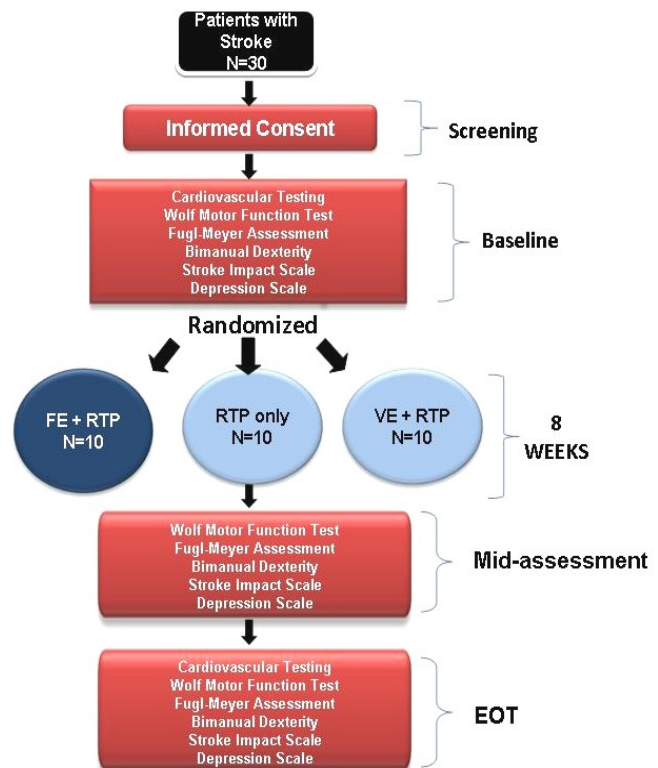 Patients with
Stroke
N=30
Informed Consent
Screening
Cardiovascular Testing
Wolf Motor Function Test
Fugl-Meyer Assessment
Bimanual Dexterity
Stroke Impact Scale
Depression Scale
Baseline
Randomized
FE + RTP
N=10
RTP only
N=10
VE + RTP
N=10
8
WEEKS
Wolf Motor Function Test
Fugl-Meyer Assessment
Bimanual Dexterity
Stroke Impact Scale
Depression Scale
Mid-assessment
Cardiovascular Testing
Wolf Motor Function Test
Fugl-Meyer Assessment
Bimanual Dexterity
Stroke Impact Scale
Depression Scale
EOT